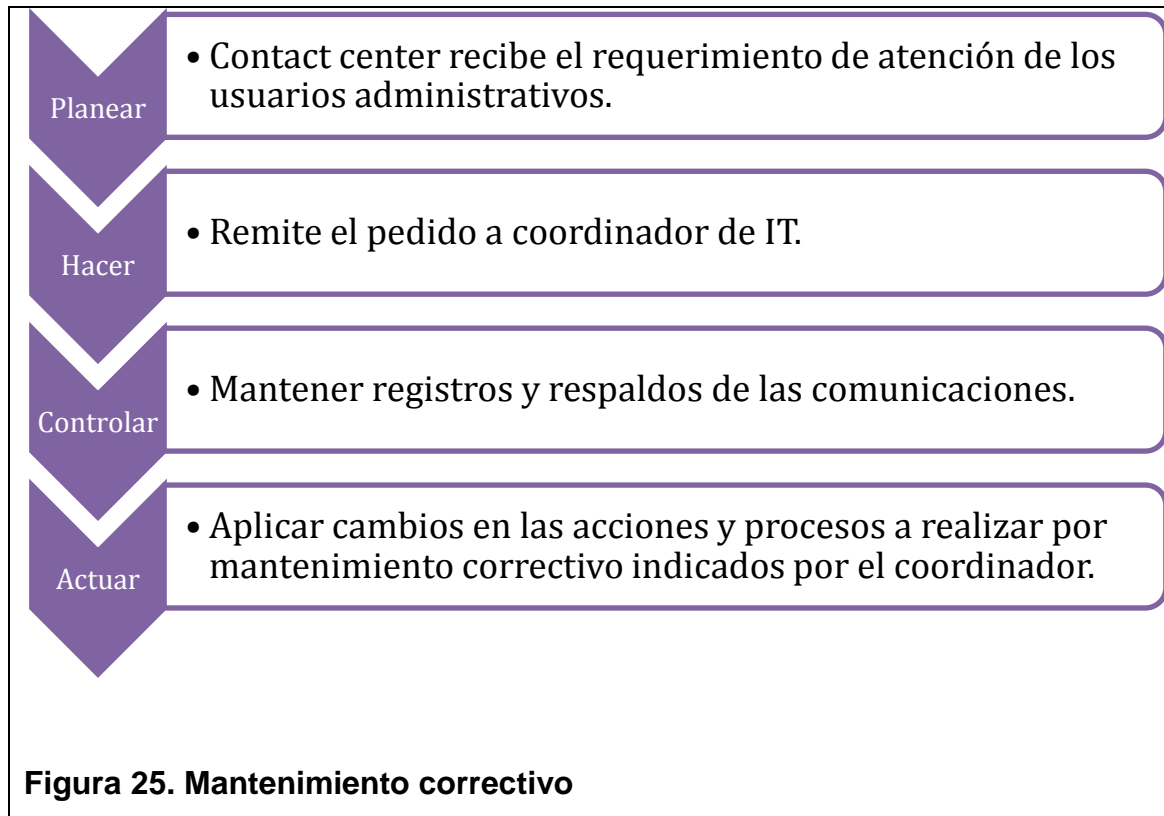 Planear
• Contact center recibe el requerimiento de atención de los
usuarios administrativos.
Hacer
• Remite el pedido a coordinador de IT.
Controlar
• Mantener registros y respaldos de las comunicaciones.
Actuar
• Aplicar cambios en las acciones y procesos a realizar por
mantenimiento correctivo indicados por el coordinador.
Figura 25. Mantenimiento correctivo